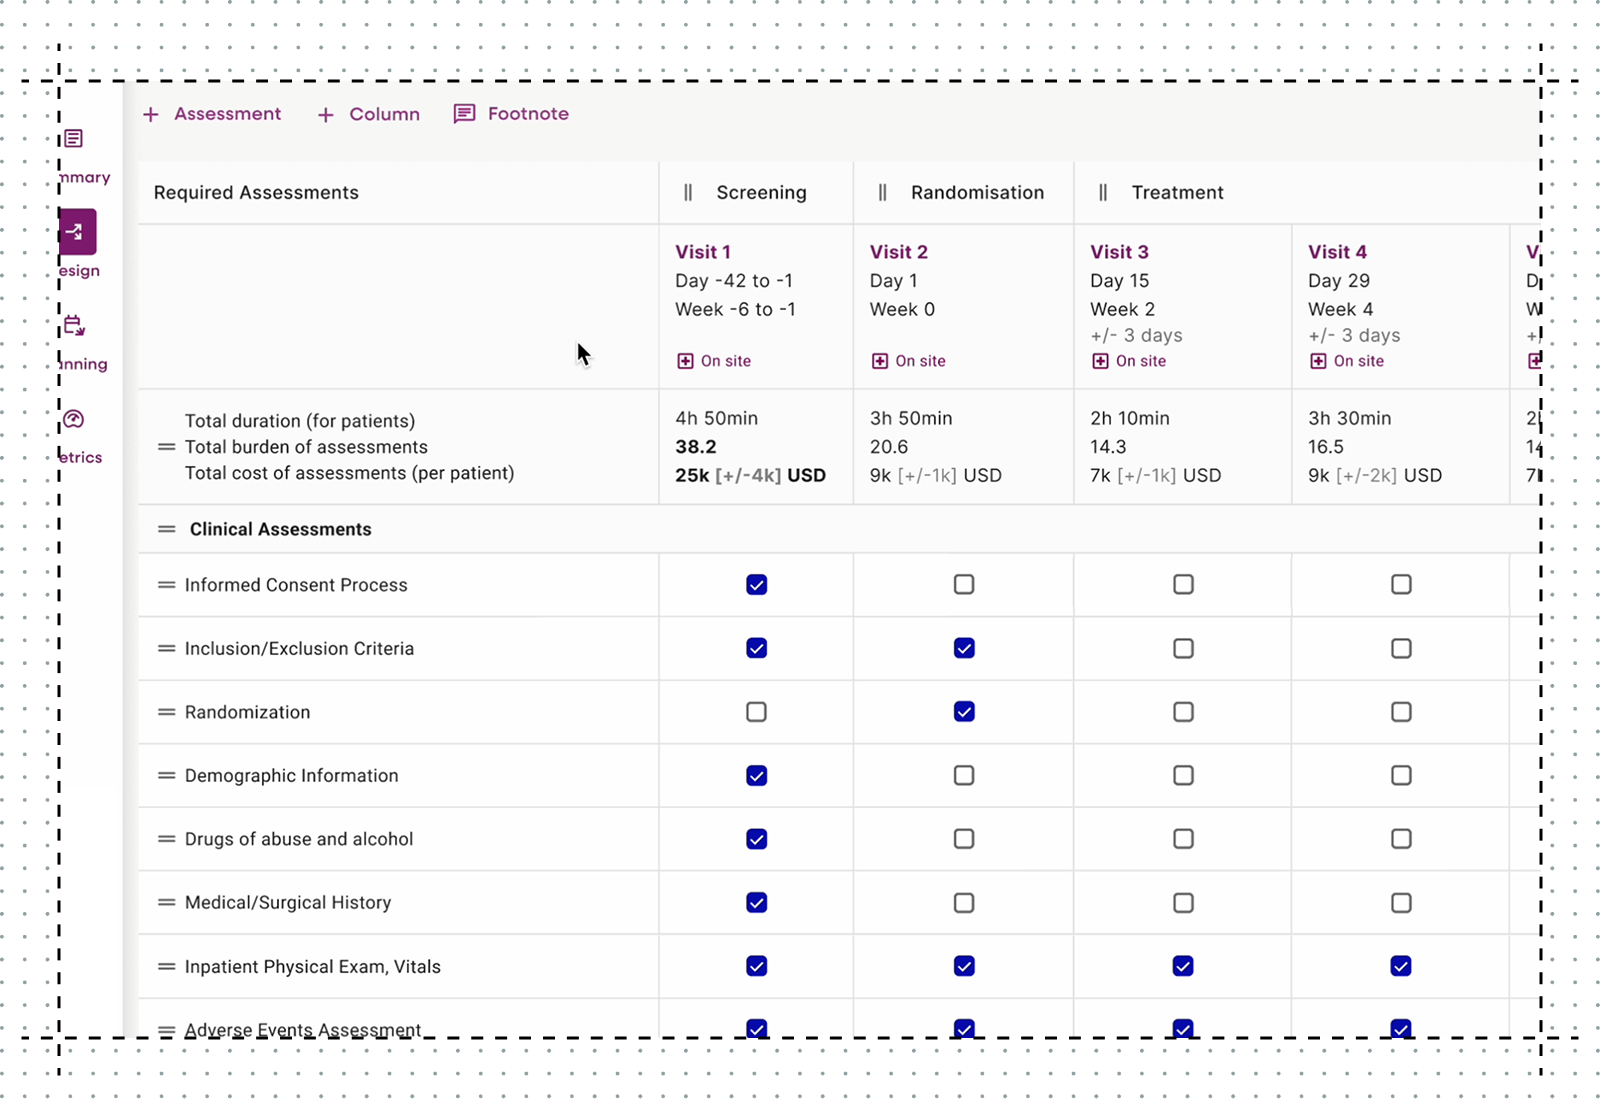 Assessment
Column
Footnote
mmary
esign
nning
etrics
Required Assessments
Screening
Randomisation
Treatment
Visit 1
Day -42 to -1
Week -6 to -1
On site
Visit 2
Day 1
Week 0
On site
Visit 3
Day 15
Week 2
+/- 3 days
On site
Visit 4
Day 29
Week 4
+/- 3 days
On site
Total duration (for patients)
Total burden of assessments
Total cost of assessments (per patient)
4h 50min
38.2
25k [+/-4k] USD
3h 50min
20.6
9k [+/-1k] USD
2h 10min
14.3
7k [+/-1k] USD
3h 30min
16.5
9k [+/-2k] USD
Clinical Assessments
Informed Consent Process
Inclusion/Exclusion Criteria
Randomization
Demographic Information
Drugs of abuse and alcohol
Medical/Surgical History
Inpatient Physical Exam, Vitals
Adverse Events Assessment